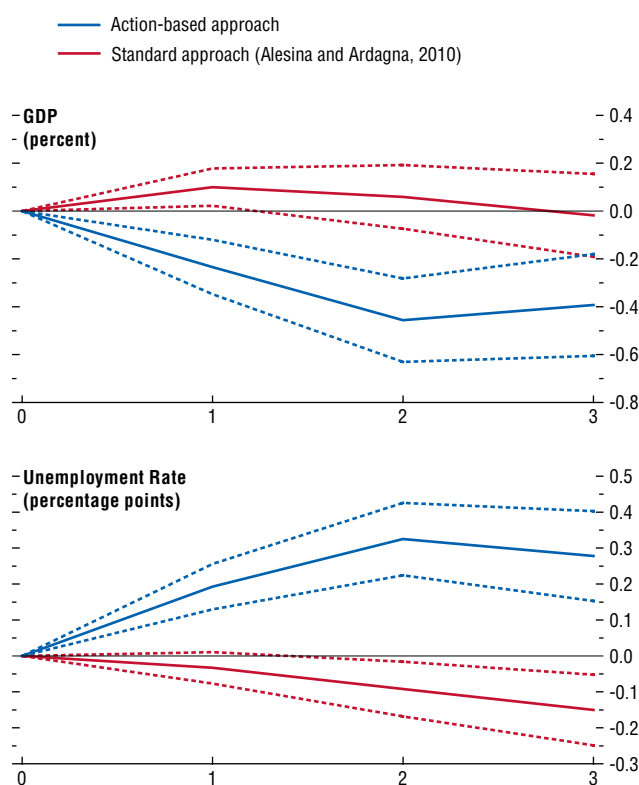 Action-based approach
Standard approach (Alesina and Ardagna, 2010)
GDP
(percent)
0.4
0.2
0.0
-0.2
-0.4
-0.6
-0.8
0 1 2 3
Unemployment Rate
(percentage points)
0.5
0.4
0.3
0.2
0.1
0.0
-0.1
-0.2
-0.3
0 1 2 3